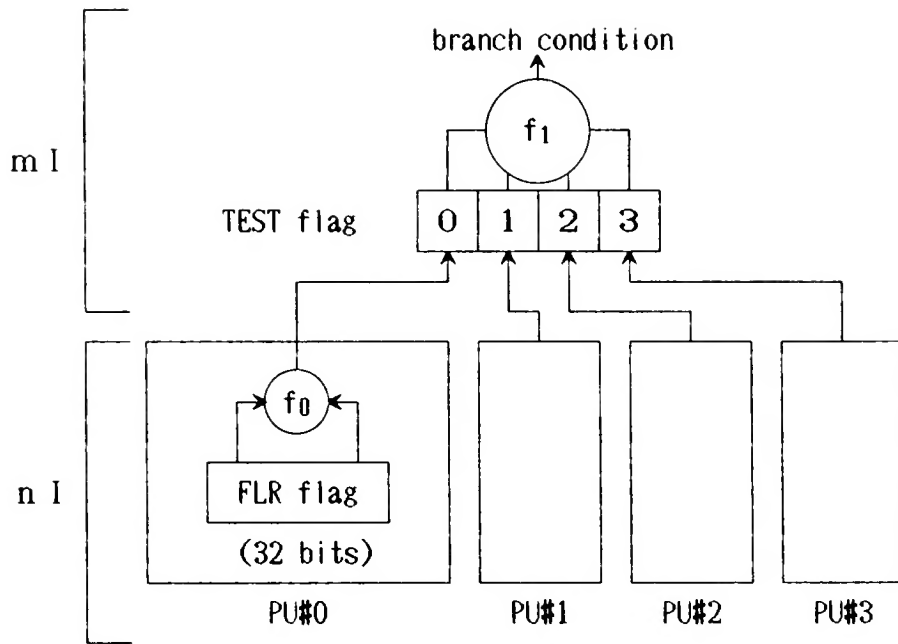 branch condition
f1
m I
TEST flag 0 1 2 3
f0
n I
FLR flag
(32 bits)
PU#0 PU#1 PU#2 PU#3